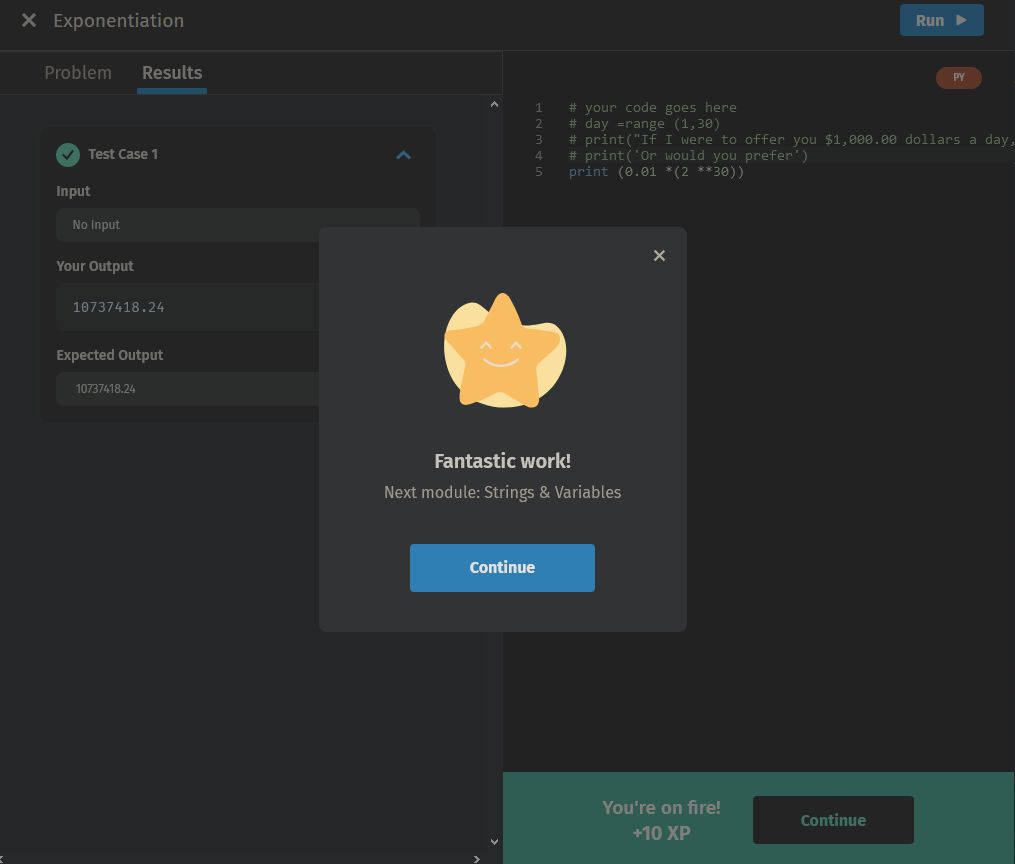 Exponentiation
Run
Problem
Results
PY
Test Case 1
Input
No Input
Your Output
10737418.24
Expected Output
10737418.24
1 # your code goes here
2 # day =range (1,30)
3 # print("If I were to offer you $1,000.00 dollars a day,
4 # print('Or would you prefer')
5 print (0.01 *(2 **30))
Fantastic work!
Next module: Strings & Variables
Continue
You're on fire!
+10 XP
Continue